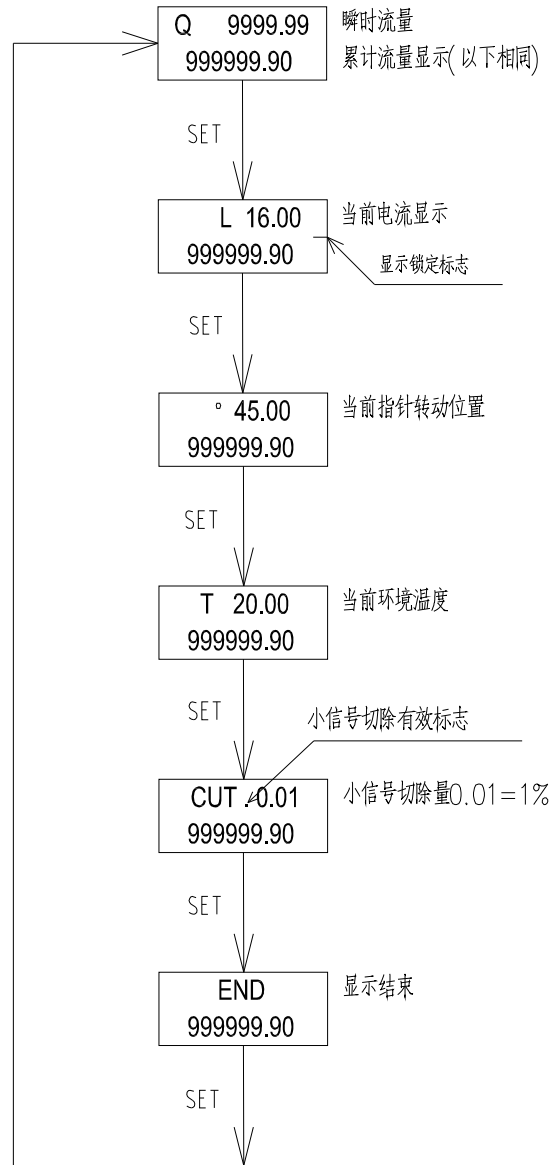 Q 9999.99
999999.90
瞬时流量
累计流量显示(以下相同)
SET
L 16.00
999999.90
当前电流显示
显示锁定标志
SET
° 45.00
999999.90
当前指针转动位置
SET
T 20.00
999999.90
当前环境温度
SET
小信号切除有效标志
CUT . 0.01
999999.90
小信号切除量0.01=1%
SET
END
999999.90
显示结束
SET